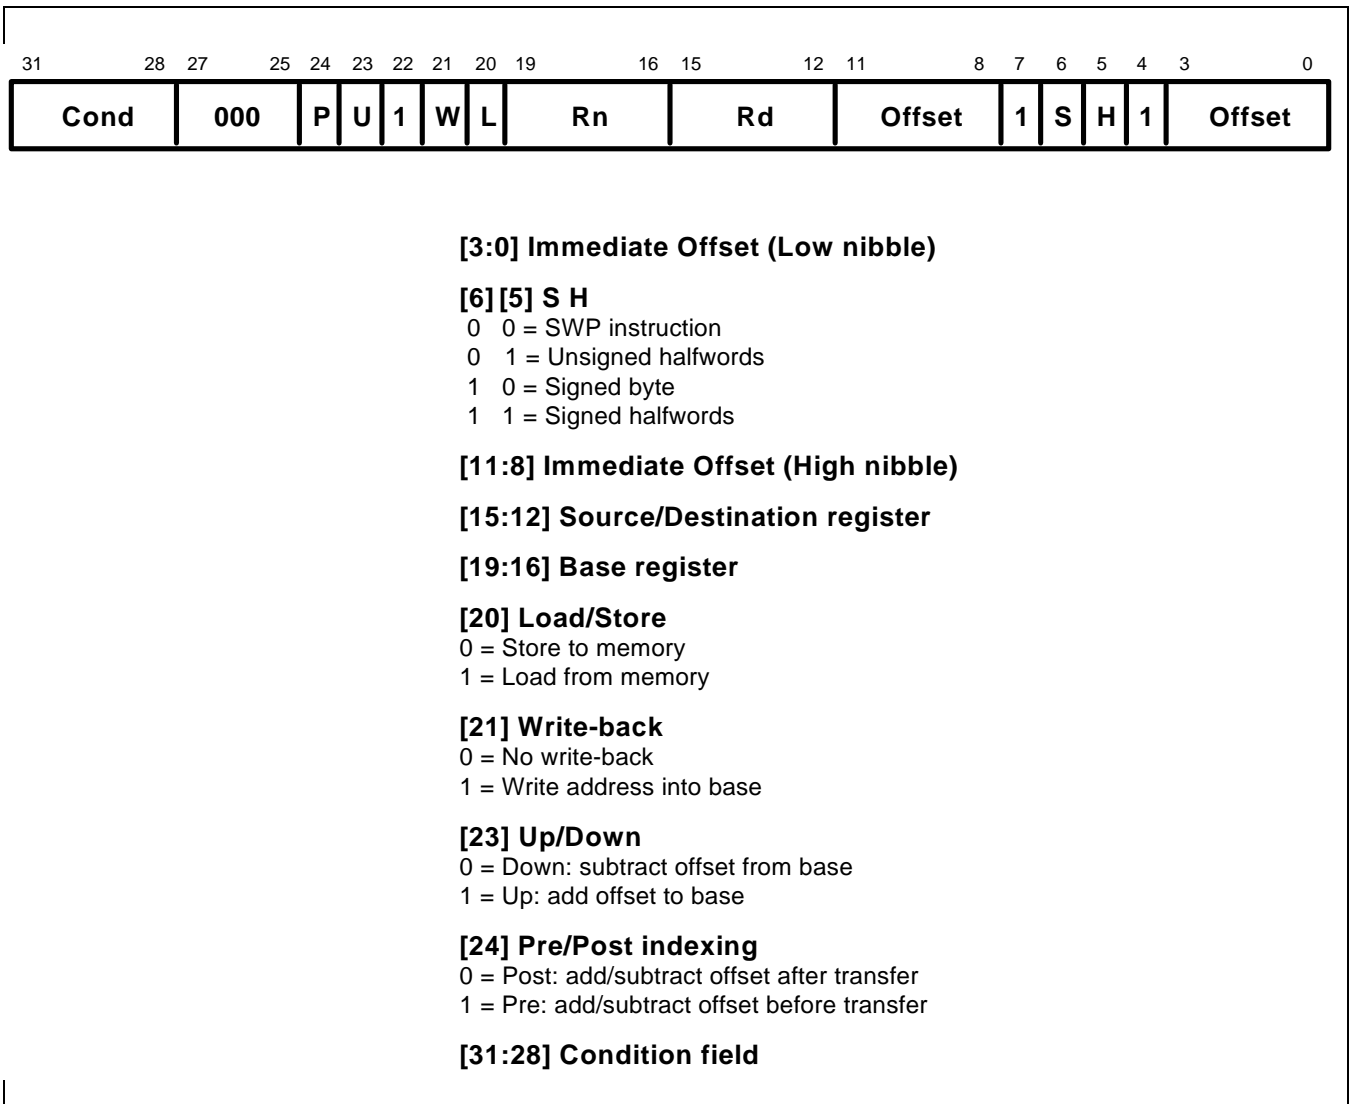 31 28 27 25 24 23 22 21 20 19 16 15 12 11 8 7 6 5 4 3 0
Cond 000 P U 1 W L Rn Rd Offset 1 S H 1 Offset
[3:0] Immediate Offset (Low nibble)
[6] [5] S H
0 0 = SWP instruction
0 1 = Unsigned halfwords
1 0 = Signed byte
1 1 = Signed halfwords
[11:8] Immediate Offset (High nibble)
[15:12] Source/Destination register
[19:16] Base register
[20] Load/Store
0 = Store to memory
1 = Load from memory
[21] Write-back
0 = No write-back
1 = Write address into base
[23] Up/Down
0 = Down: subtract offset from base
1 = Up: add offset to base
[24] Pre/Post indexing
0 = Post: add/subtract offset after transfer
1 = Pre: add/subtract offset before transfer
[31:28] Condition field